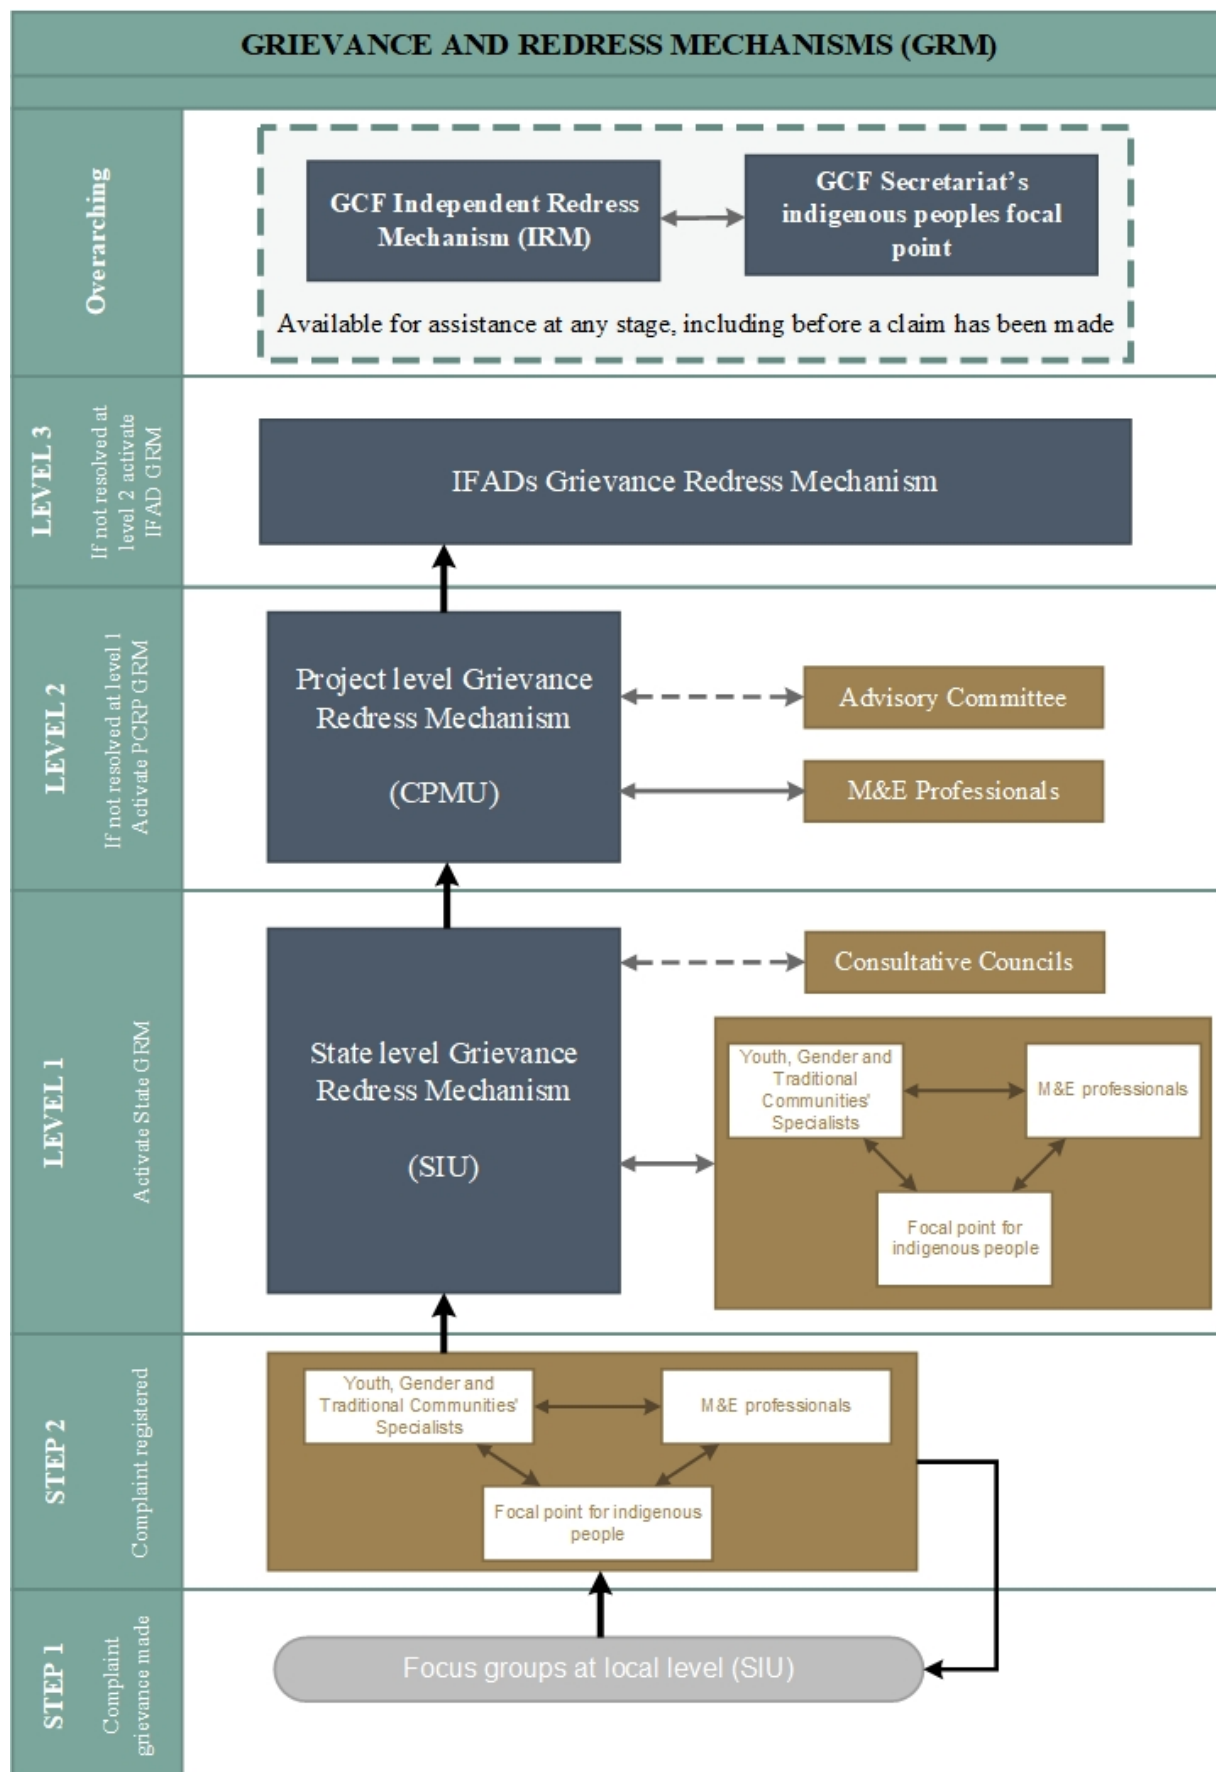 GRIEVANCE AND REDRESS MECHANISMS (GRM)
Overarching
GCF Independent Redress
Mechanism (IRM)
GCF Secretariat’s
indigenous peoples focal
point
Available for assistance at any stage, including before a claim has been made
LEVEL 3
If not resolved at
level 2 activate
IFAD GRM
IFADs Grievance Redress Mechanism
LEVEL 2
If not resolved at level 1
Activate PCRP GRM
Project level Grievance
Redress Mechanism
(CPMU)
Advisory Committee
M&E Professionals
LEVEL 1
Activate State GRM
State level Grievance
Redress Mechanism
(SIU)
Consultative Councils
Youth, Gender and
Traditional
Communities'
Specialists
M&E professionals
Focal point for
indigenous people
STEP 2
Complaint registered
Youth, Gender and
Traditional Communities'
Specialists
M&E professionals
Focal point for indigenous
people
STEP 1
Complaint
grievance made
Focus groups at local level (SIU)